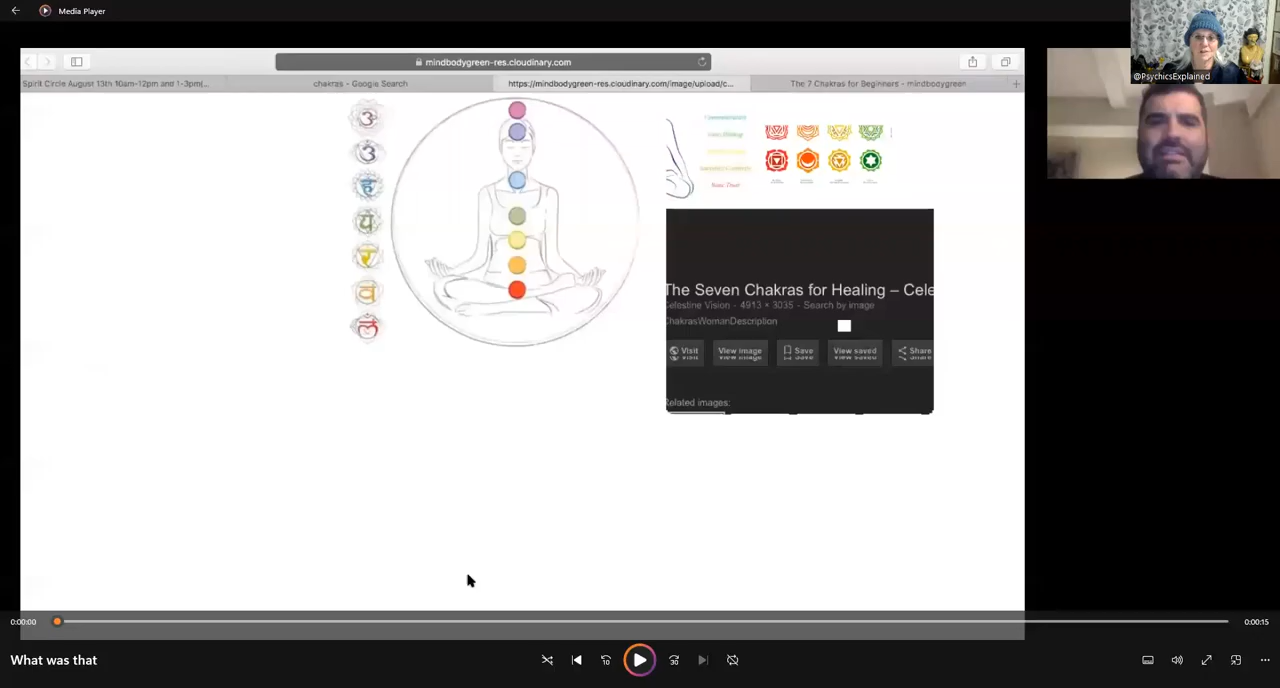 Media Player
@PsychicsExplained
mindbodygreen-res.cloudinary.com
Spirit Circle August 13th 10am-12pm and 1-3pm(...
chakras - Google Search
https://mindbodygreen-res.cloudinary.com/image/upload/c...
The 7 Chakras for Beginners - mindbodygreen
ॐ
ॐ
हं
यं
रं
वं
लं
The Seven Chakras for Healing – Cele
Celestine Vision - 4913 × 3035 - Search by image
ChakrasWomanDescription
Visit
View image
Save
View saved
Share
Related images:
0:00:00
0:00:15
What was that
10
30